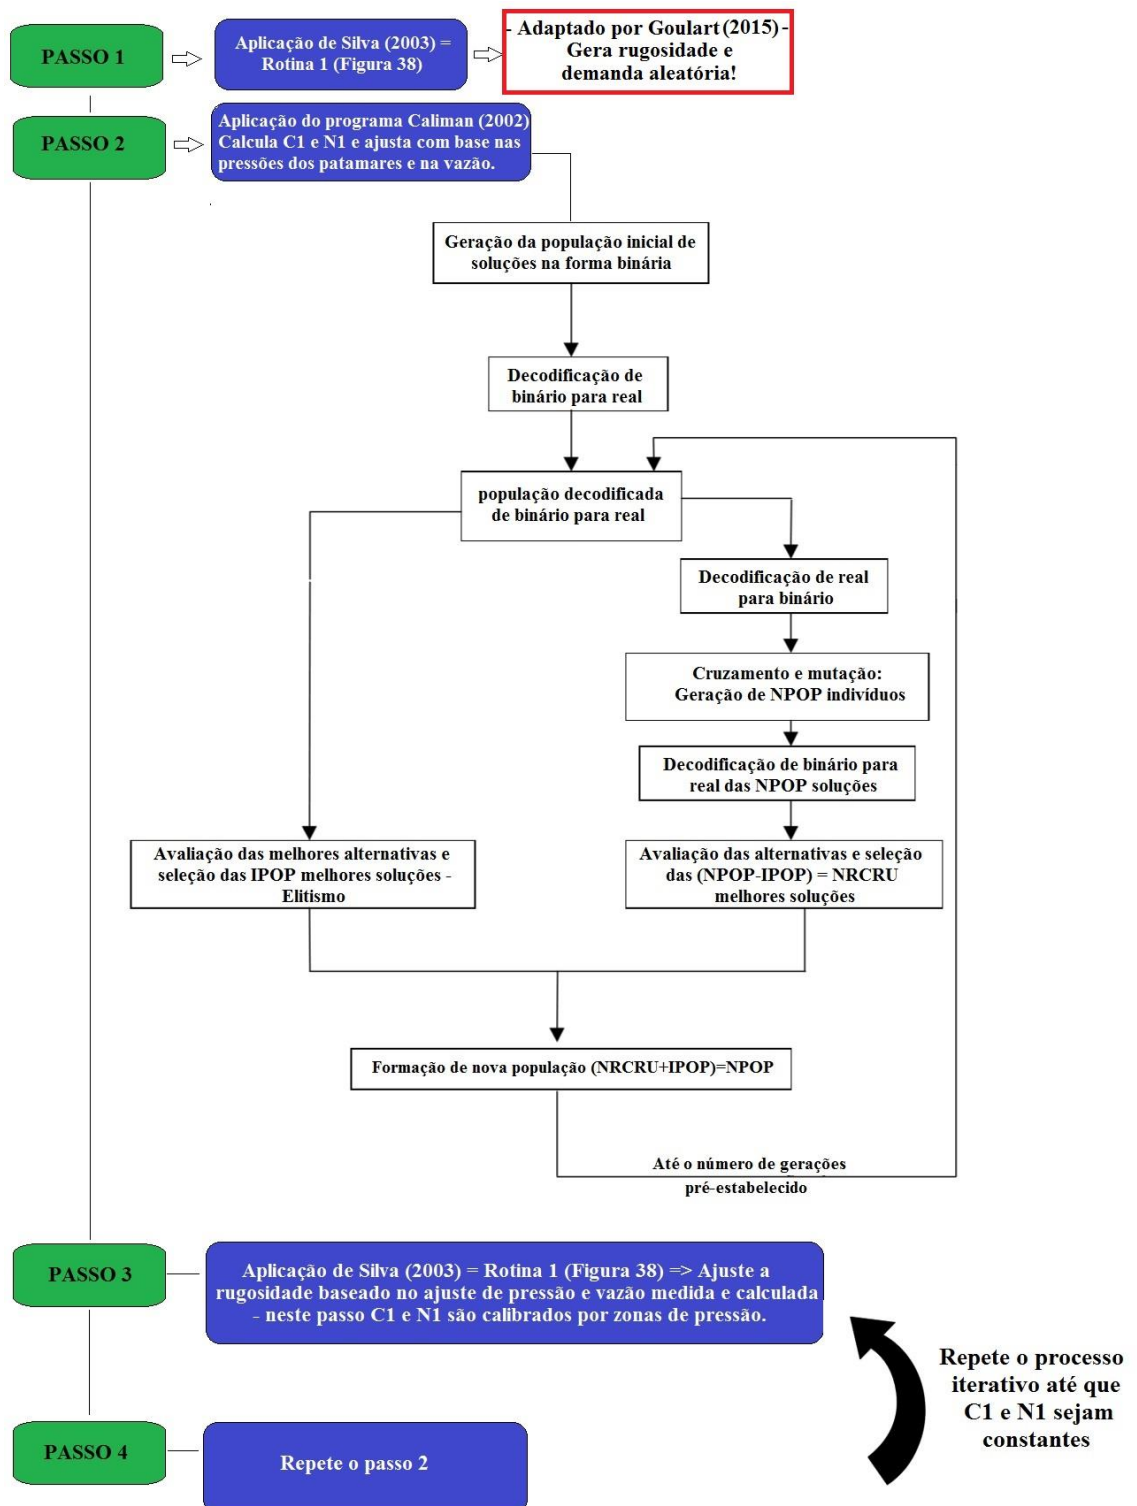 PASSO 1
Aplicação de Silva (2003) =
Rotina 1 (Figura 38)
- Adaptado por Goulart (2015) -
Gera rugosidade e
demanda aleatória!
PASSO 2
Aplicação do programa Caliman (2002)
Calcula C1 e N1 e ajusta com base nas
pressões dos patamares e na vazão.
Geração da população inicial de
soluções na forma binária
Decodificação de
binário para real
população decodificada
de binário para real
Decodificação de real
para binário
Cruzamento e mutação:
Geração de NPOP indivíduos
Decodificação de binário para
real das NPOP soluções
Avaliação das melhores alternativas e
seleção das IPOP melhores soluções -
Elitismo
Avaliação das alternativas e seleção
das (NPOP-IPOP) = NRCRU
melhores soluções
Formação de nova população (NRCRU+IPOP)=NPOP
Até o número de gerações
pré-estabelecido
PASSO 3
Aplicação de Silva (2003) = Rotina 1 (Figura 38) => Ajuste a
rugosidade baseado no ajuste de pressão e vazão medida e calculada
- neste passo C1 e N1 são calibrados por zonas de pressão.
Repete o processo
iterativo até que
C1 e N1 sejam
constantes
PASSO 4
Repete o passo 2